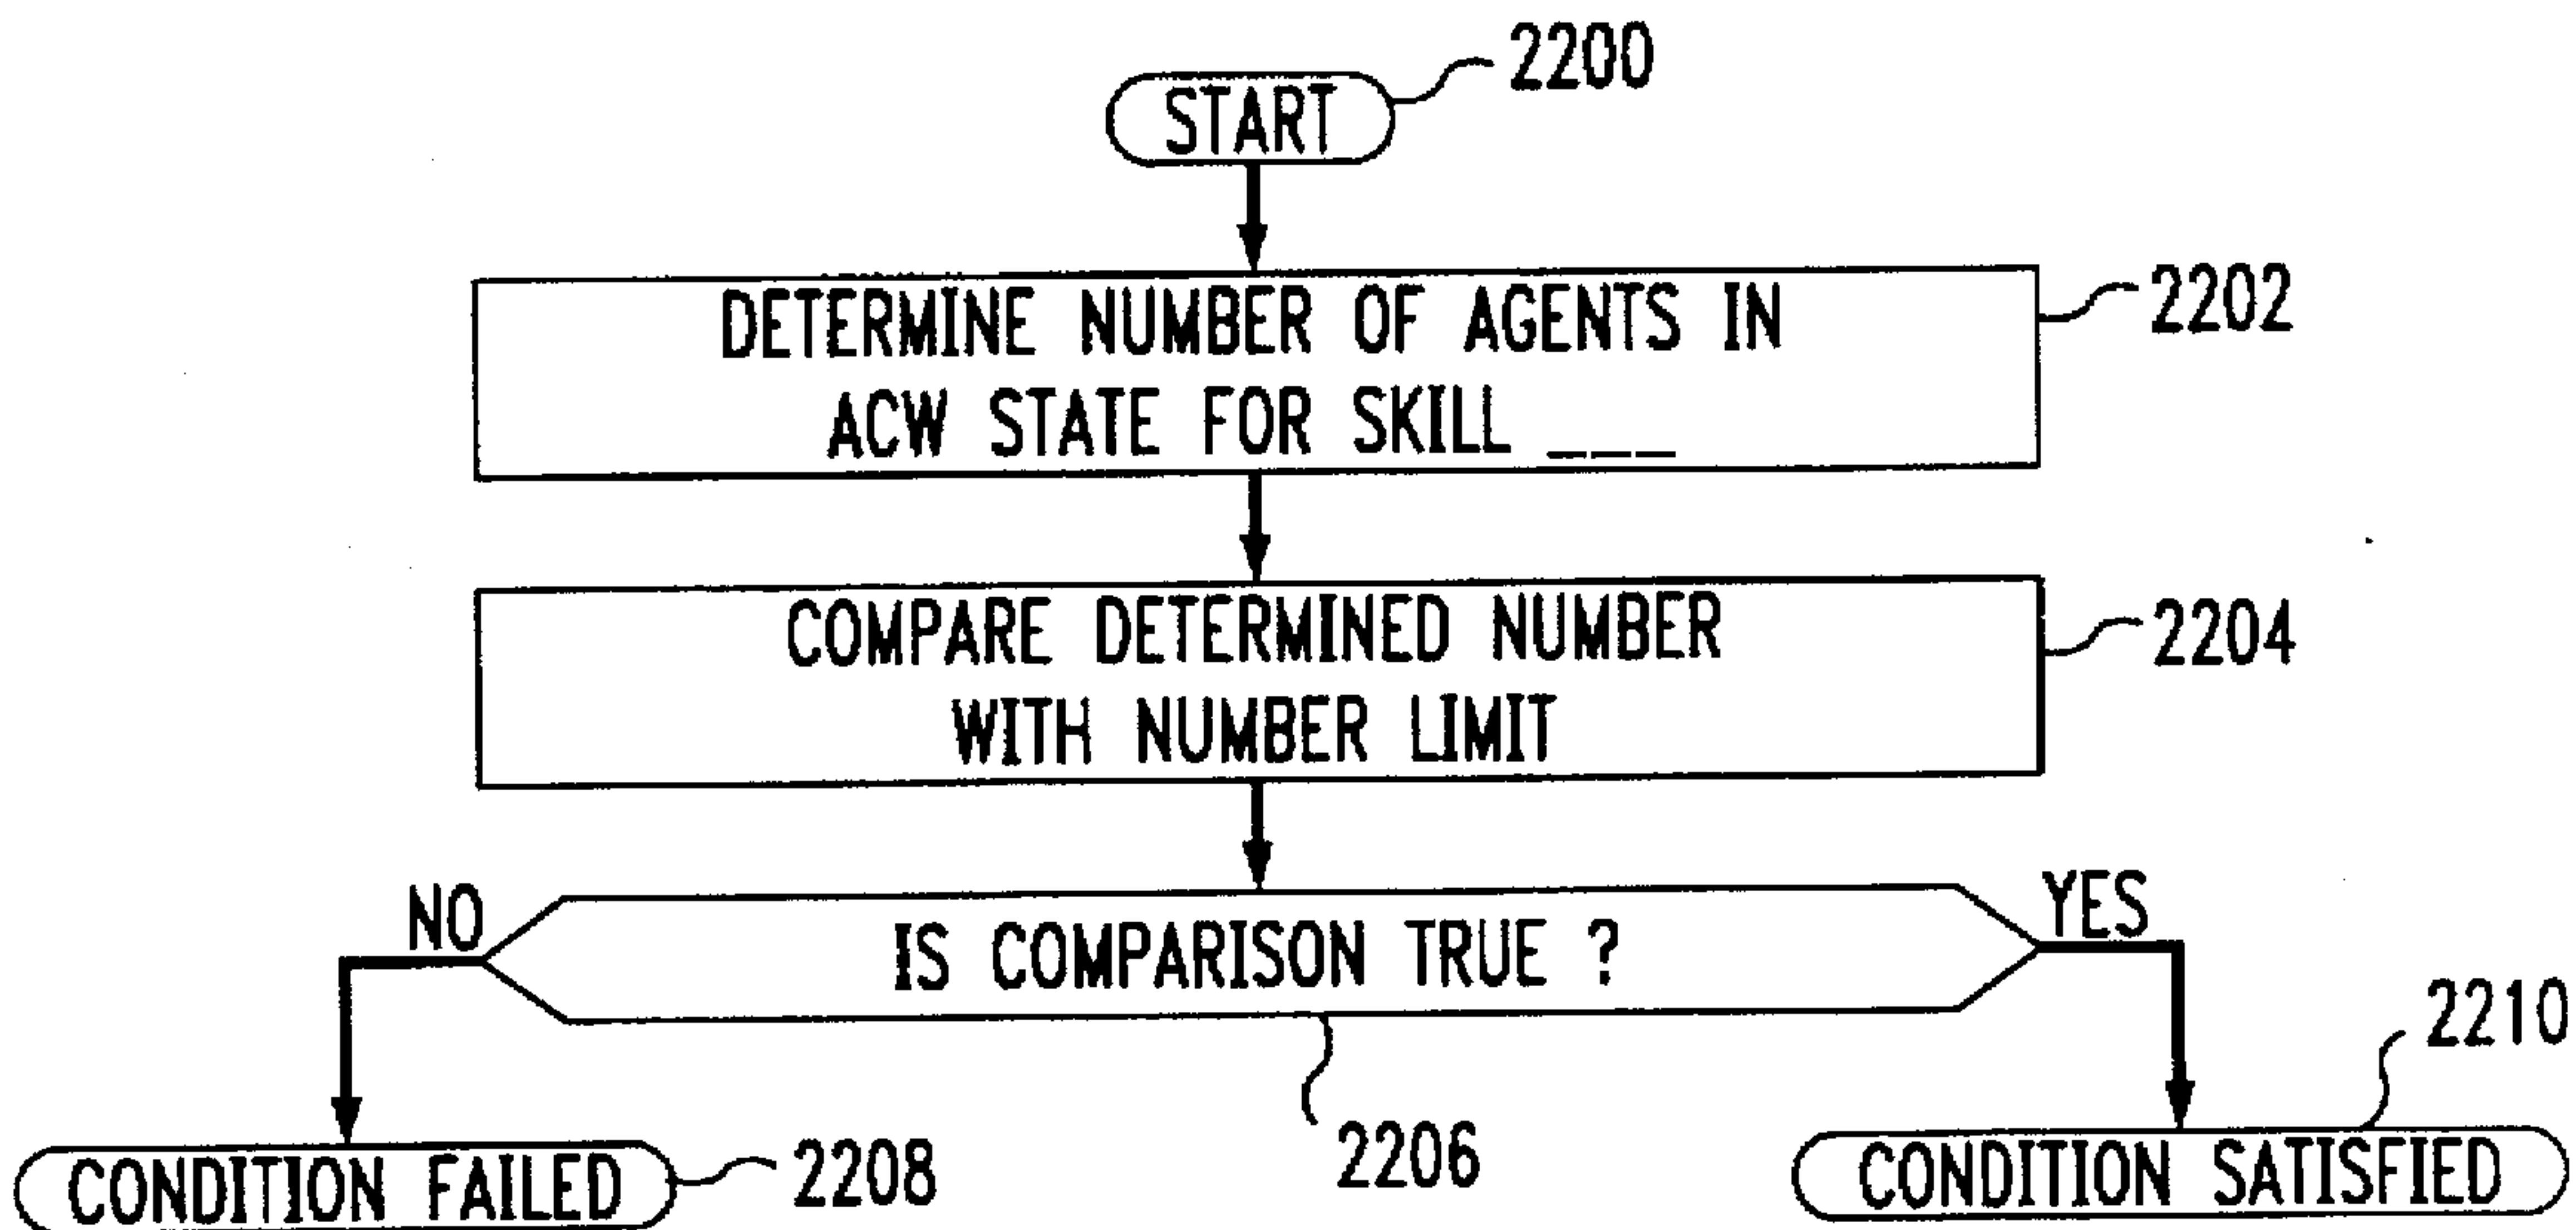 2200
START
2202
DETERMINE NUMBER OF AGENTS IN
ACW STATE FOR SKILL ___
2204
COMPARE DETERMINED NUMBER
WITH NUMBER LIMIT
NO
YES
IS COMPARISON TRUE ?
2206
2210
CONDITION FAILED
2208
CONDITION SATISFIED